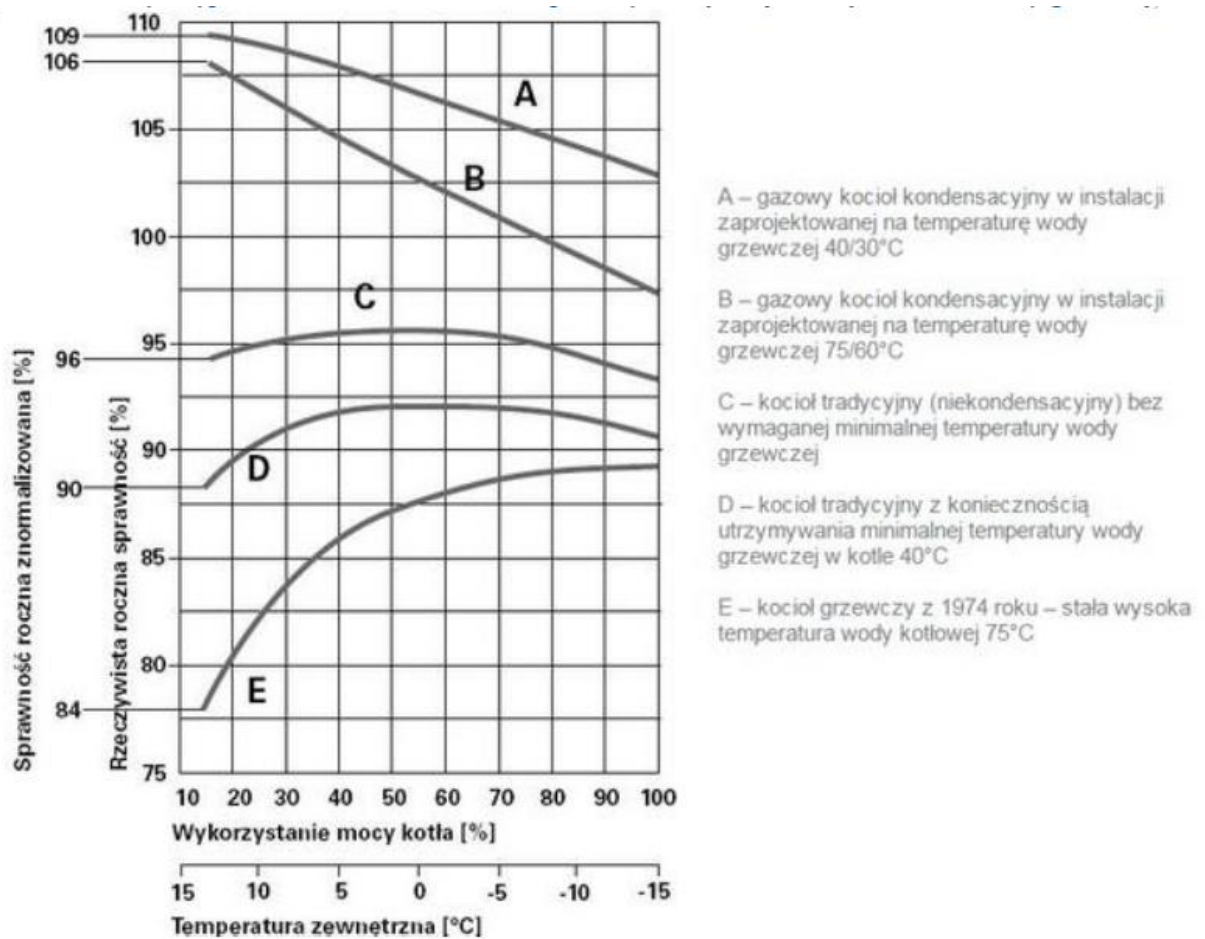 110
109
106
105
100
96
95
90
90
85
84
80
75
Sprawność roczna znormalizowana [%]
Rzeczywista roczna sprawność [%]
A
B
C
D
E
10 20 30 40 50 60 70 80 90 100
Wykorzystanie mocy kotła [%]
15 10 5 0 -5 -10 -15
Temperatura zewnętrzna [°C]
A – gazowy kocioł kondensacyjny w instalacji
zaprojektowanej na temperaturę wody
grzewczej 40/30°C
B – gazowy kocioł kondensacyjny w instalacji
zaprojektowanej na temperaturę wody
grzewczej 75/60°C
C – kocioł tradycyjny (niekondensacyjny) bez
wymaganej minimalnej temperatury wody
grzewczej
D – kocioł tradycyjny z koniecznością
utrzymywania minimalnej temperatury wody
grzewczej w kotle 40°C
E – kocioł grzewczy z 1974 roku – stała wysoka
temperatura wody kotłowej 75°C